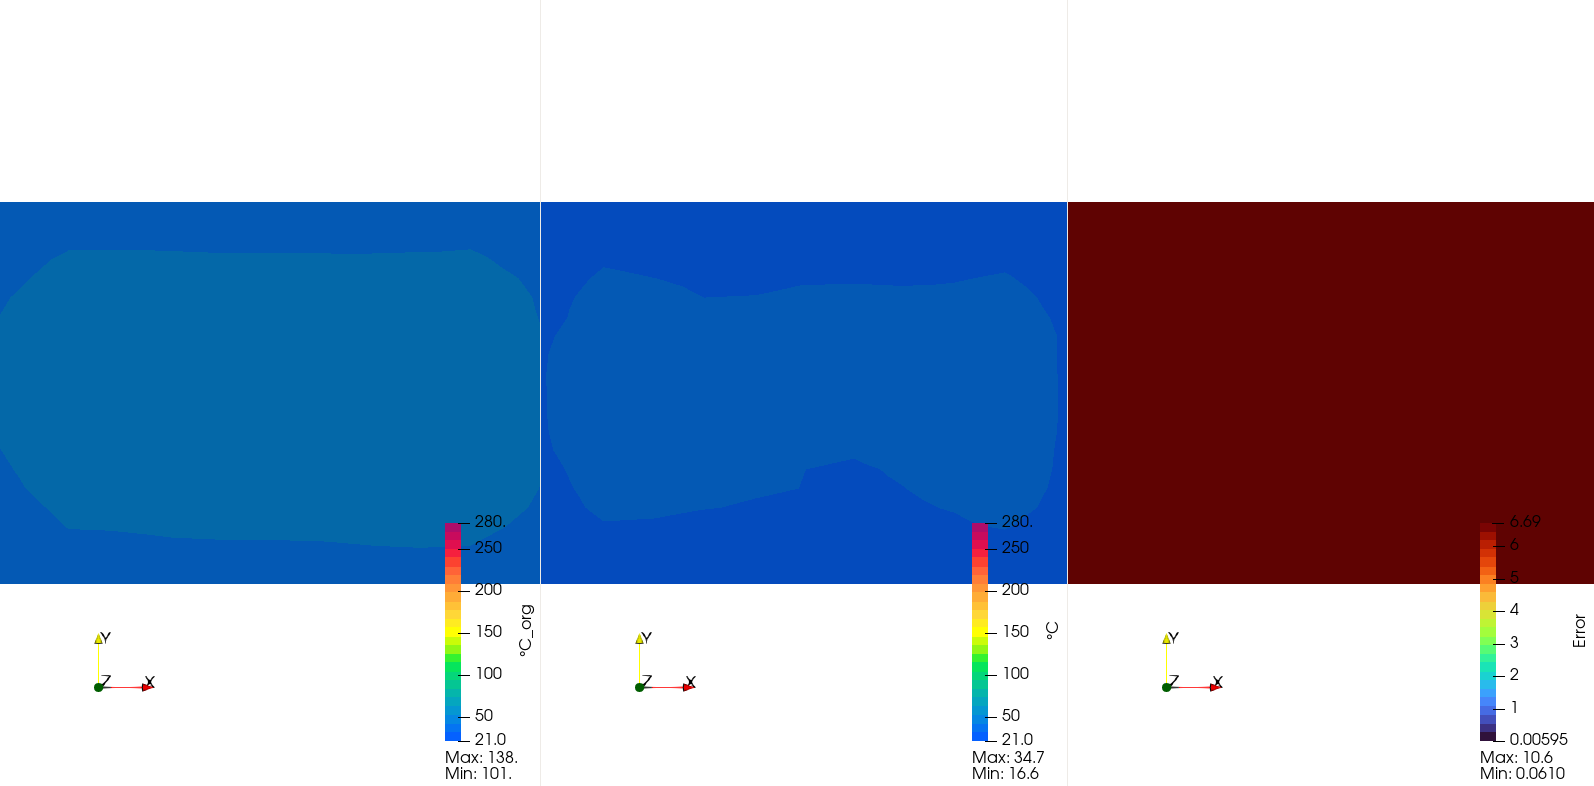 280.
250
200
150
100
50
21.0
°C_org
Max: 138.
Min: 101.
Y
Z
X
280.
250
200
150
100
50
21.0
°C
Max: 34.7
Min: 16.6
Y
Z
X
6.69
6
5
4
3
2
1
0.00595
Error
Max: 10.6
Min: 0.0610
Y
Z
X